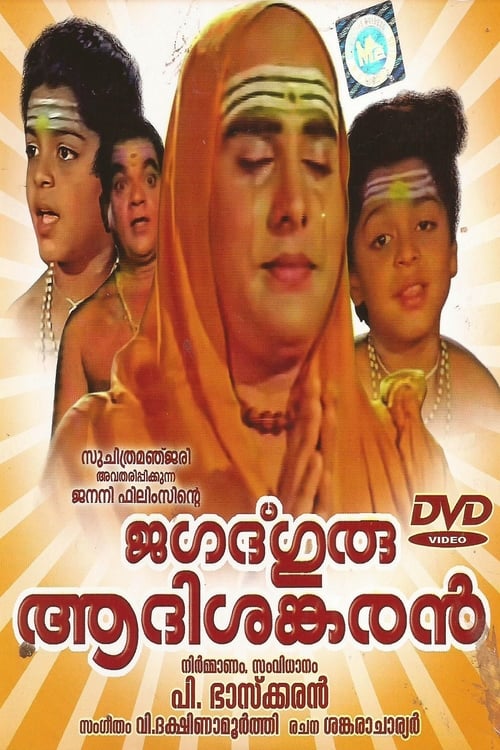 സുചിത്രമഞ്ജരി
അവതരിപ്പിക്കുന്ന
ജനനി ഫിലിംസിന്റെ
ജഗദ്ഗുരു
ആദിശങ്കരൻ
DVD
VIDEO
നിർമ്മാണം, സംവിധാനം
പി. ഭാസ്ക്കരൻ
സംഗീതം വി.ദക്ഷിണാമൂർത്തി രചന ശങ്കരാചാര്യർ